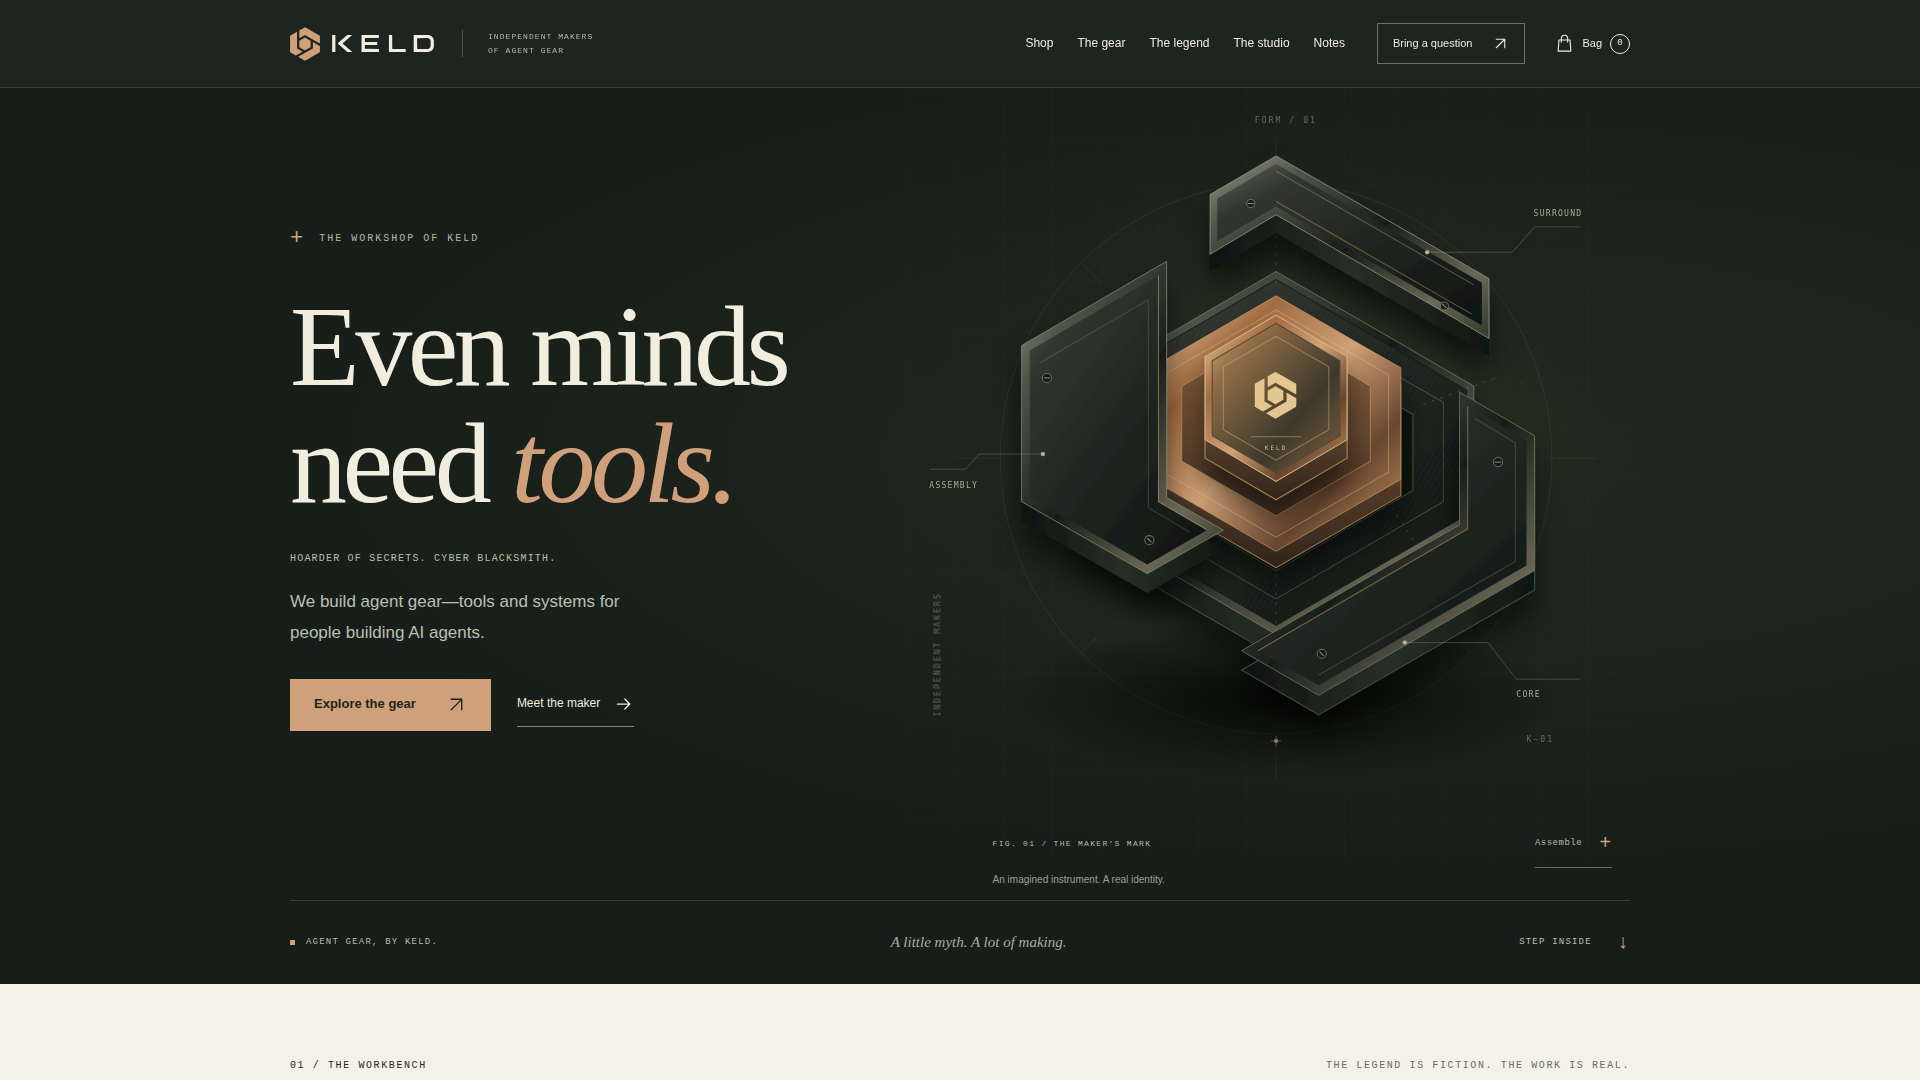 KELD
INDEPENDENT MAKERS
OF AGENT GEAR
Shop
The gear
The legend
The studio
Notes
Bring a question
Bag
0
FORM / 01
SURROUND
THE WORKSHOP OF KELD
Even minds
need tools.
KELD
ASSEMBLY
HOARDER OF SECRETS. CYBER BLACKSMITH.
We build agent gear—tools and systems for
people building AI agents.
INDEPENDENT MAKERS
CORE
Explore the gear
Meet the maker
K—01
FIG. 01 / THE MAKER'S MARK
Assemble
An imagined instrument. A real identity.
AGENT GEAR, BY KELD.
A little myth. A lot of making.
STEP INSIDE
01 / THE WORKBENCH
THE LEGEND IS FICTION. THE WORK IS REAL.